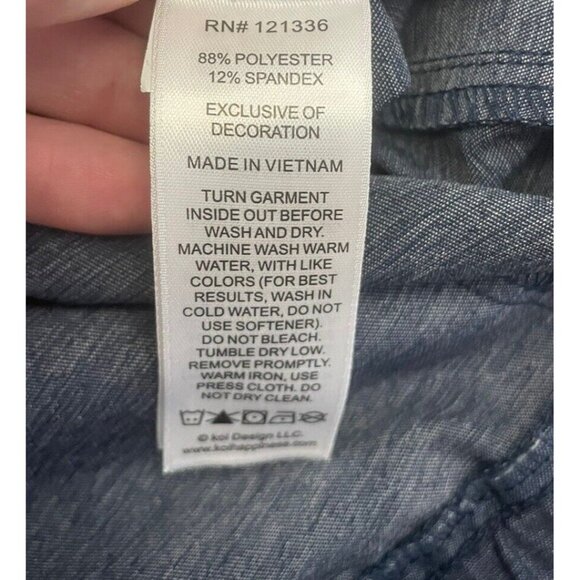 RN# 121336
88% POLYESTER
12% SPANDEX
EXCLUSIVE OF
DECORATION
MADE IN VIETNAM
TURN GARMENT
INSIDE OUT BEFORE
WASH AND DRY.
MACHINE WASH WARM
WATER, WITH LIKE
COLORS (FOR BEST
RESULTS, WASH IN
COLD WATER, DO NOT
USE SOFTENER).
DO NOT BLEACH.
TUMBLE DRY LOW.
REMOVE PROMPTLY.
WARM IRON, USE
PRESS CLOTH. DO
NOT DRY CLEAN.
© koi Design LLC.
www.koihappiness.com